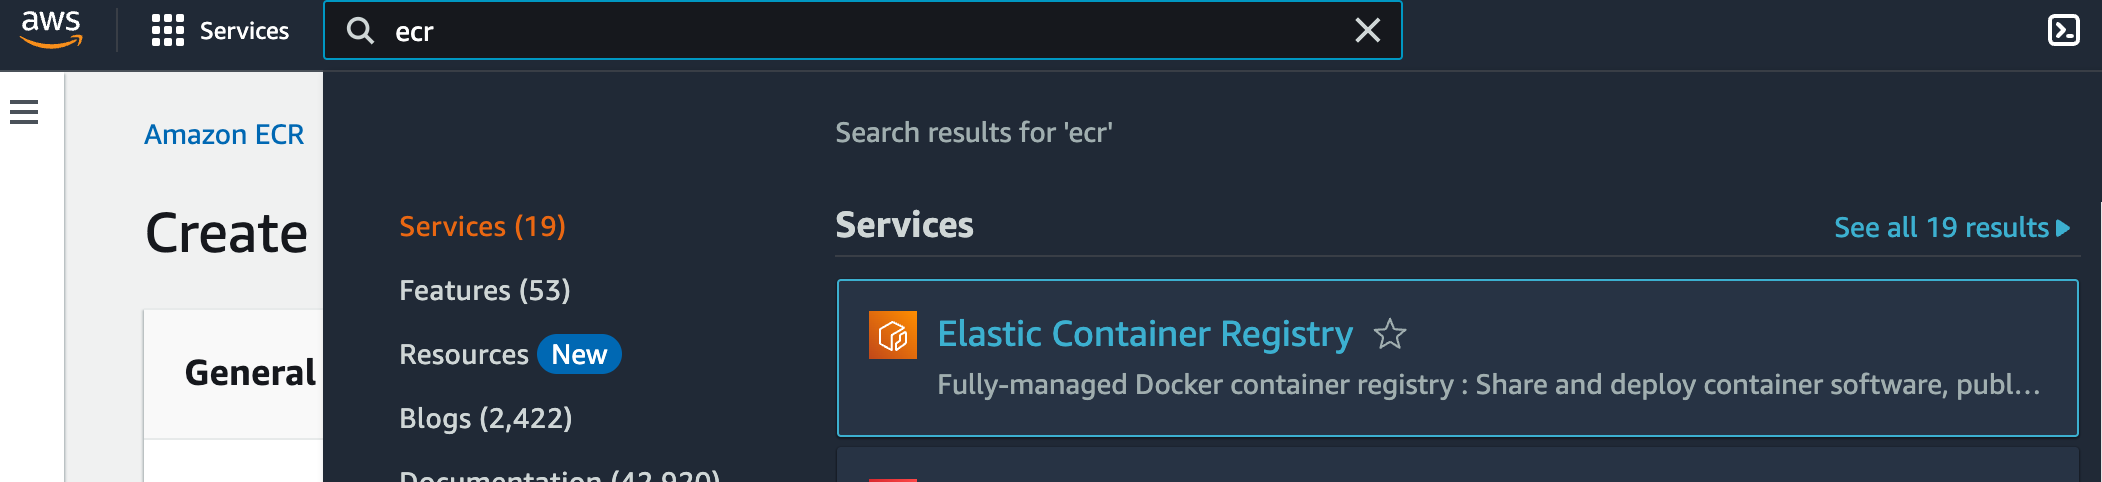 aws
Services
ecr
Amazon ECR
Create
General
Search results for 'ecr'
Services (19)
Features (53)
Resources New
Blogs (2,422)
Documentation (42,920)
Services
See all 19 results
Elastic Container Registry
Fully-managed Docker container registry : Share and deploy container software, publ...